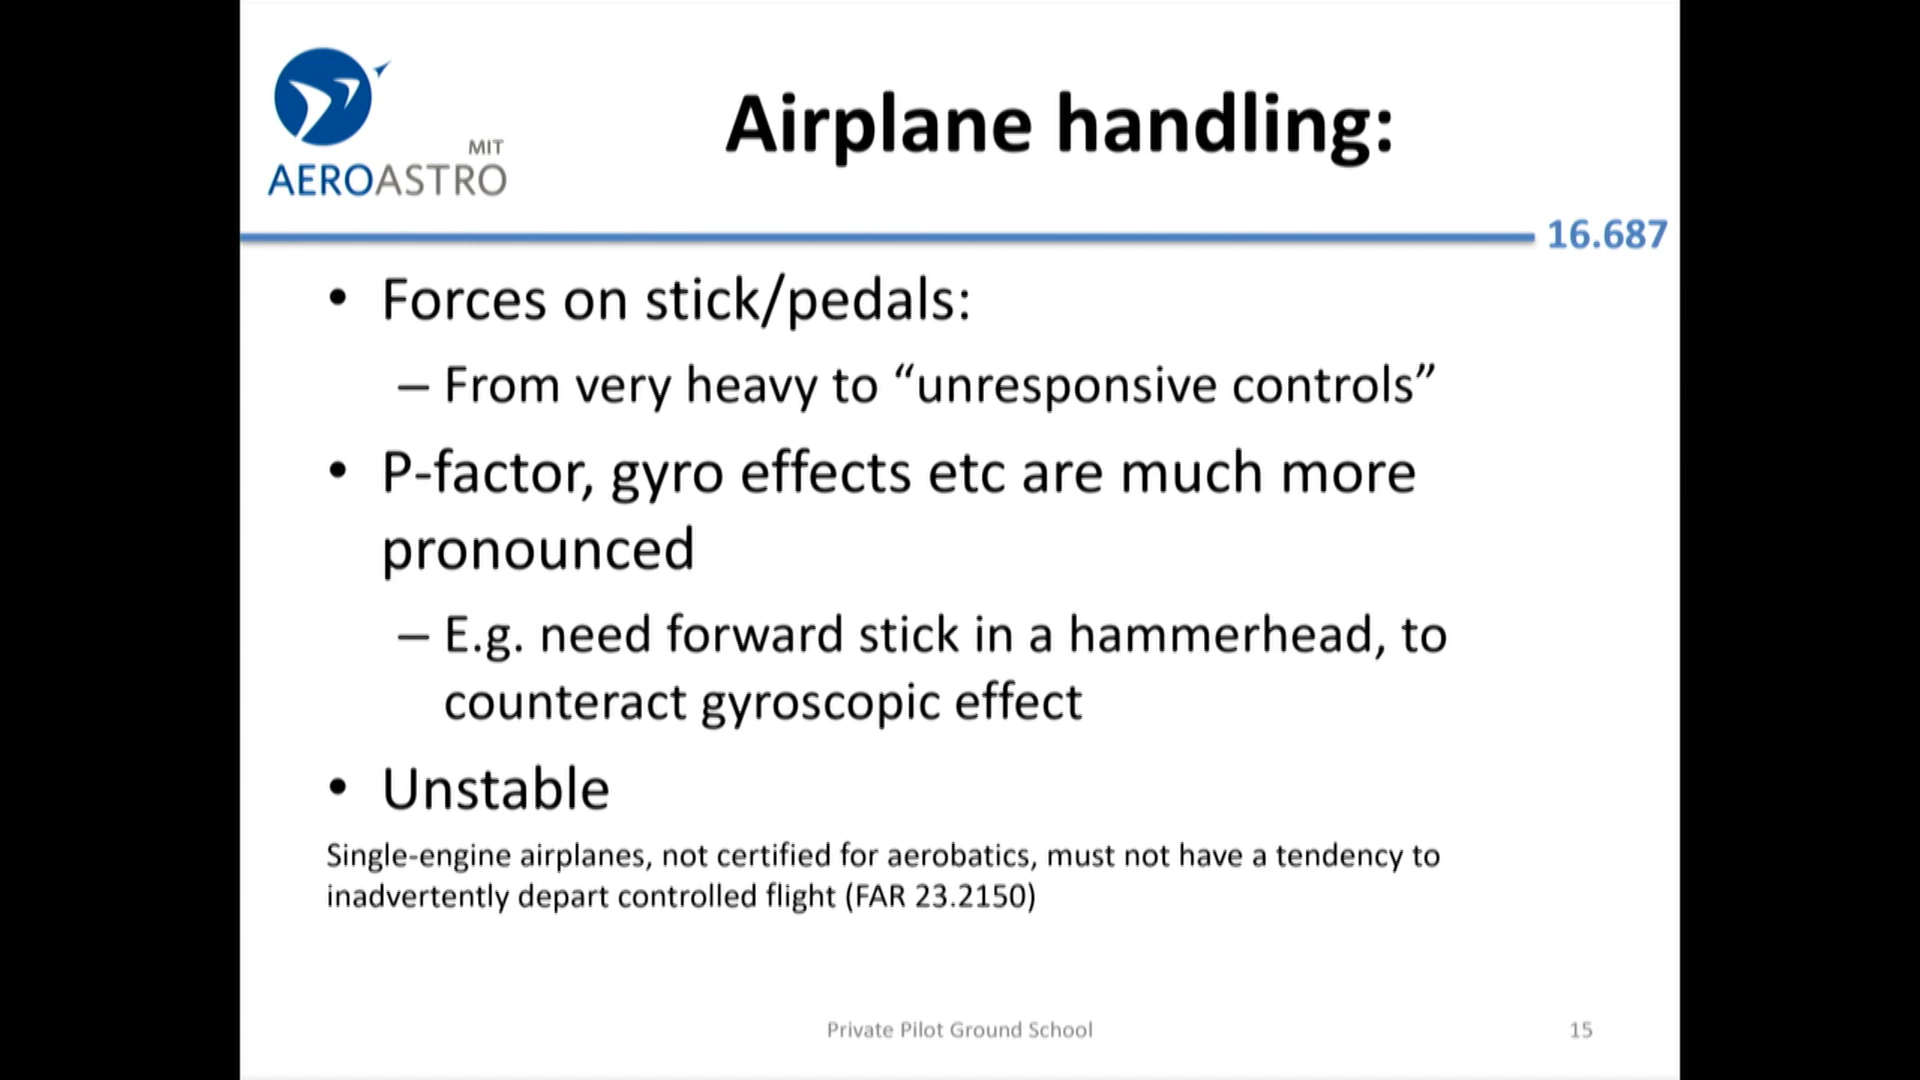 MIT
AEROASTRO
Airplane handling:
16.687
• Forces on stick/pedals:
– From very heavy to “unresponsive controls”
• P-factor, gyro effects etc are much more
pronounced
– E.g. need forward stick in a hammerhead, to
counteract gyroscopic effect
• Unstable
Single-engine airplanes, not certified for aerobatics, must not have a tendency to
inadvertently depart controlled flight (FAR 23.2150)
Private Pilot Ground School
15